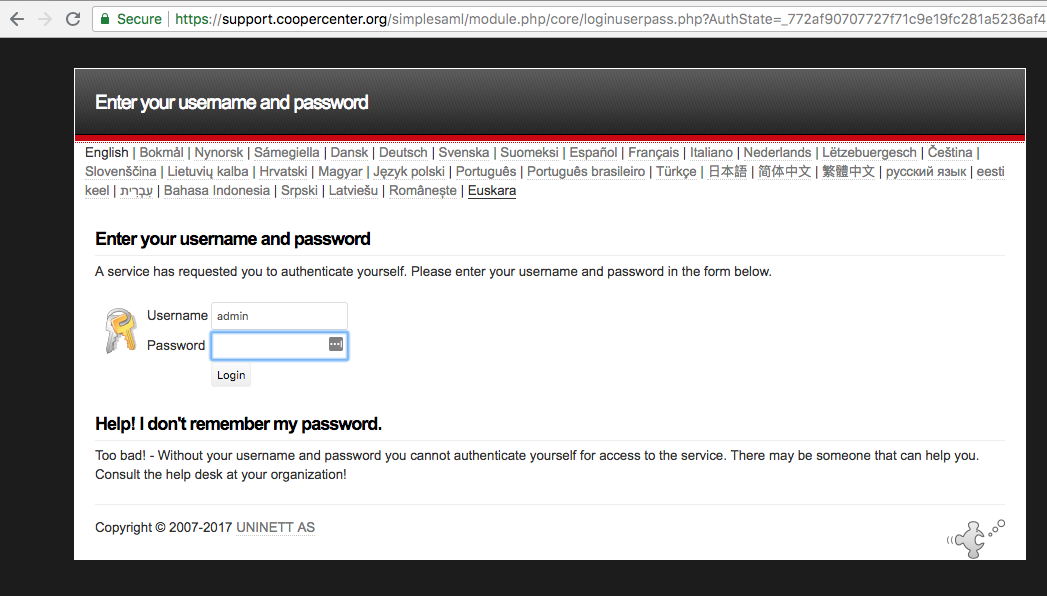 Secure | https://support.coopercenter.org/simplesaml/module.php/core/loginuserpass.php?AuthState=_772af90707727f71c9e19fc281a5236af4
Enter your username and password
English | Bokmål | Nynorsk | Sámegiella | Dansk | Deutsch | Svenska | Suomeksi | Español | Français | Italiano | Nederlands | Lëtzebuergesch | Čeština |
Slovenščina | Lietuvių kalba | Hrvatski | Magyar | Język polski | Português | Português brasileiro | Türkçe | 日本語 | 简体中文 | 繁體中文 | русский язык | eesti
keel | עִבְרִית | Bahasa Indonesia | Srpski | Latviešu | Românește | Euskara
Enter your username and password
A service has requested you to authenticate yourself. Please enter your username and password in the form below.
Username admin
Password
Login
Help! I don't remember my password.
Too bad! - Without your username and password you cannot authenticate yourself for access to the service. There may be someone that can help you.
Consult the help desk at your organization!
Copyright © 2007-2017 UNINETT AS